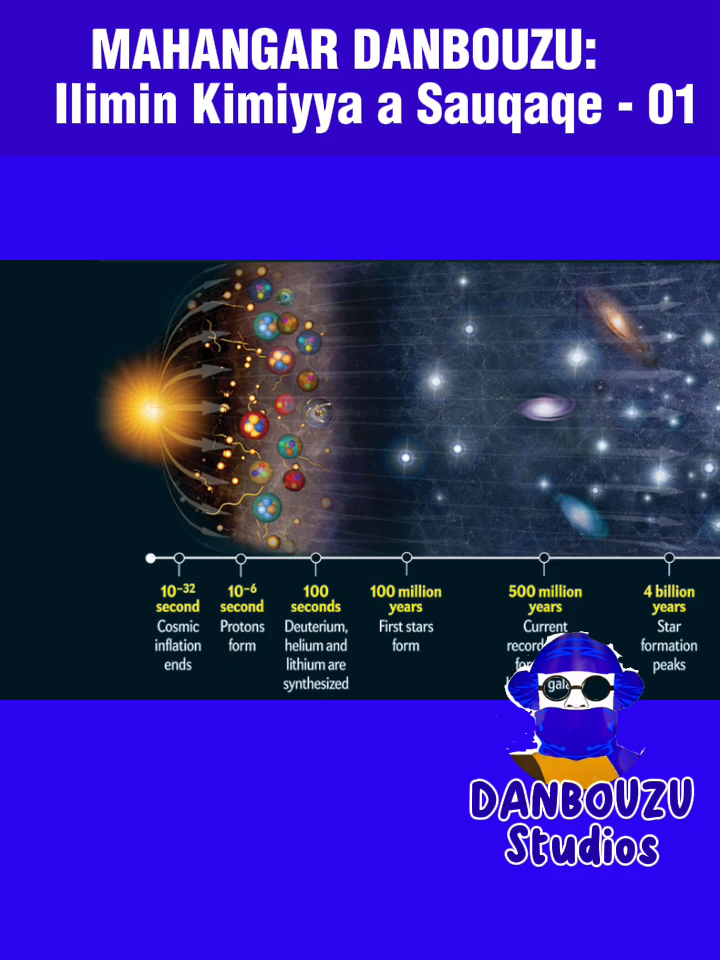 MAHANGAR DANBOUZU:
Ilimin Kimiyya a Sauqaqe - 01
10⁻³² second
Cosmic
inflation
ends
10⁻⁶ second
Protons
form
100 seconds
Deuterium,
helium and
lithium are
synthesized
100 million years
First stars
form
500 million years
Current
4 billion years
Star
formation
peaks
DANBOUZU
Studios